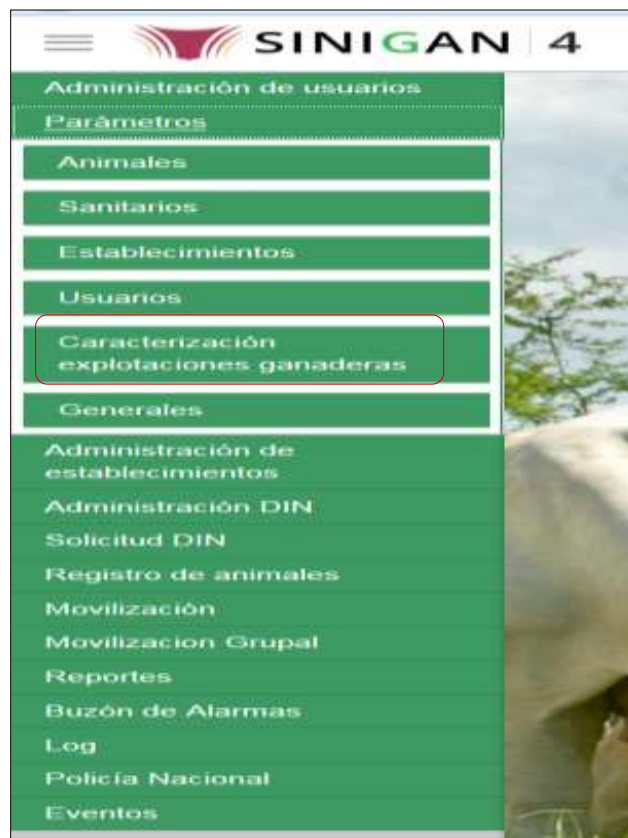 SINIGAN 4
Administración de usuarios
Parámetros
Animales
Sanitarios
Establecimientos
Usuarios
Caracterización
explotaciones ganaderas
Generales
Administración de
establecimientos
Administración DIN
Solicitud DIN
Registro de animales
Movilización
Movilizacion Grupal
Reportes
Buzón de Alarmas
Log
Policía Nacional
Eventos